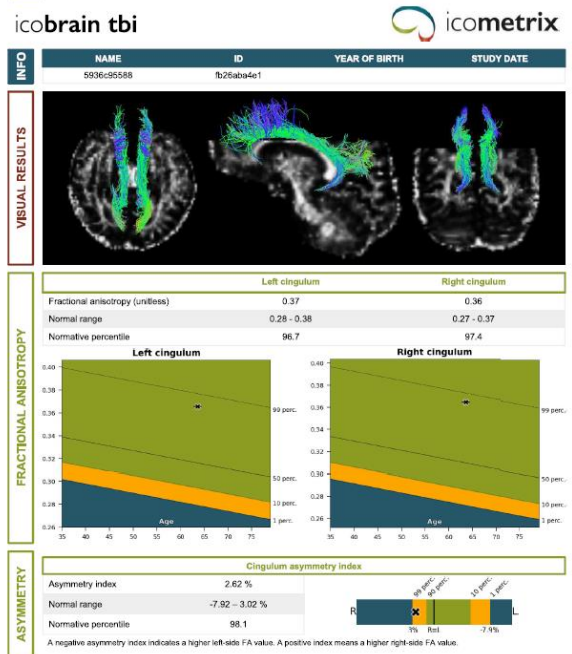 icobrain tbi
icometrix
INFO
NAME ID YEAR OF BIRTH STUDY DATE
5936c95588 fb26aba4e1
VISUAL RESULTS
FRACTIONAL ANISOTROPY
Left cingulum Right cingulum
Fractional anisotropy (unitless) 0.37 0.36
Normal range 0.28 - 0.38 0.27 - 0.37
Normative percentile 96.7 97.4
Left cingulum
0.40
0.38
0.36
0.34
0.32
0.30
0.28
0.26
99 perc.
50 perc.
10 perc.
1 perc.
Age
35 40 45 50 55 60 65 70 75
Right cingulum
0.40
0.38
0.36
0.34
0.32
0.30
0.28
0.26
99 perc.
50 perc.
10 perc.
1 perc.
Age
35 40 45 50 55 60 65 70 75
ASYMMETRY
Cingulum asymmetry index
Asymmetry index 2.62 %
Normal range -7.92 – 3.02 %
Normative percentile 98.1
99 perc. 90 perc. 10 perc. 1 perc.
R L
3% R=L -7.9%
A negative asymmetry index indicates a higher left-side FA value. A positive index means a higher right-side FA value.